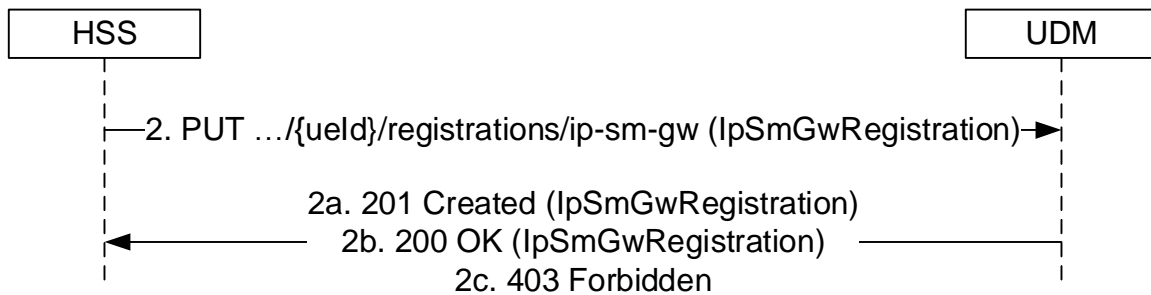 HSS
UDM
2. PUT …/{ueId}/registrations/ip-sm-gw (IpSmGwRegistration)
2a. 201 Created (IpSmGwRegistration)
2b. 200 OK (IpSmGwRegistration)
2c. 403 Forbidden